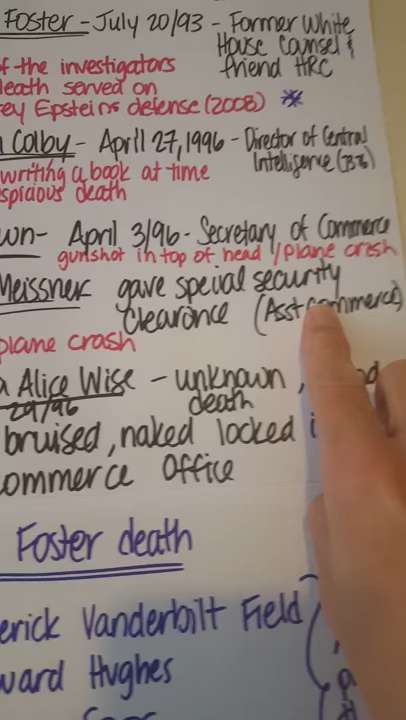 Foster - July 20/93 - Former White
House Counsel &
friend HRC
f the investigators
death served on
ey Epsteins defense (2008) *
Colby - April 27, 1996 - Director of Central
Intelligence (
writing a book at time
spicious death
wn - April 3/96 - Secretary of Commerce
gunshot in top of head / plane crash
Meissner gave special security
clearance (Asst Commerce)
plane crash
Alice Wise - unknown,
29/96 death
bruised, naked locked i
ommerce Office
Foster death
erick Vanderbilt Field
ward Hughes